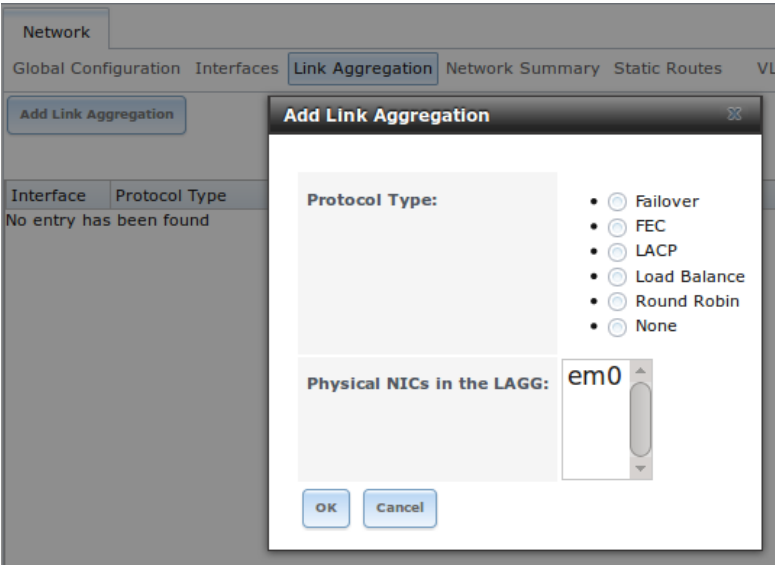 Network
Global Configuration Interfaces Link Aggregation Network Summary Static Routes VL
Add Link Aggregation
Add Link Aggregation
Interface Protocol Type
No entry has been found
Protocol Type:
Failover
FEC
LACP
Load Balance
Round Robin
None
Physical NICs in the LAGG:
em0
OK Cancel